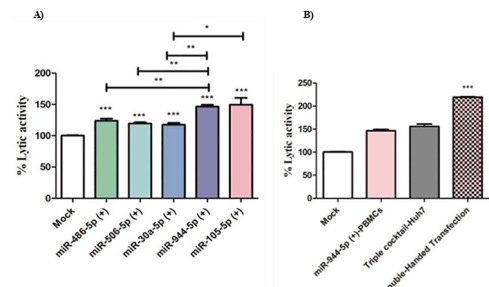 A)
*
**
**
**
200
150
100
50
0
% Lytic activity
***
***
***
***
***
Mock
miR-486-5p (+)
miR-506-5p (+)
miR-30a-5p (+)
miR-944-5p (+)
miR-105-5p (+)
B)
250
200
150
100
50
0
% Lytic activity
***
Mock
miR-944-5p (+)-PBMCs
Triple cocktail-Huh7
ouble-Handed Transfection